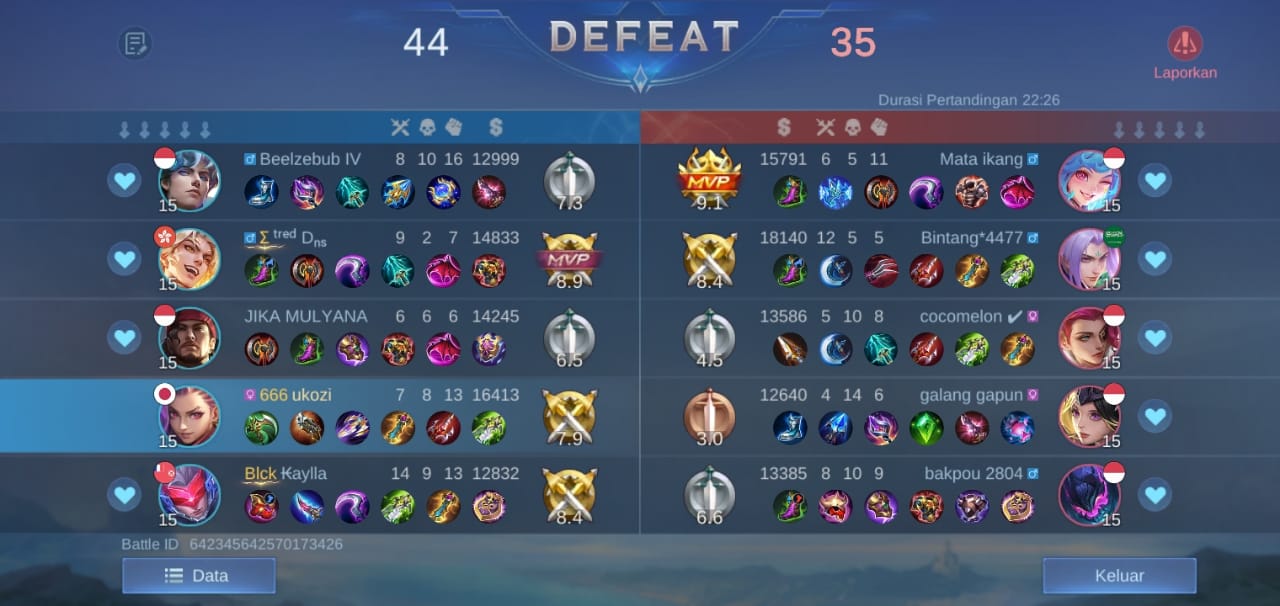 44 DEFEAT 35
Laporkan
Durasi Pertandingan 22:26
Beelzebub IV 8 10 16 12999
15 7.3
MVP 9.1
15791 6 5 11 Mata ikang
15
Σ tred Dns 9 2 7 14833
15 MVP 8.9
18140 12 5 5 Bintang*4477
8.4 15
JIKA MULYANA 6 6 6 14245
15 6.5
13586 5 10 8 cocomelon ✔
4.5 15
666 ukozi 7 8 13 16413
15 7.9
12640 4 14 6 galang gapun
3.0 15
Blck Ҝaylla 14 9 13 12832
15 8.4
13385 8 10 9 bakpou 2804
6.6 15
Battle ID 642345642570173426
Data
Keluar